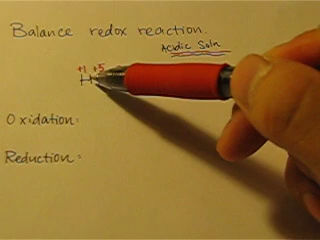 Balance redox reaction.
Acidic Soln
+1 +5
Oxidation:
Reduction: